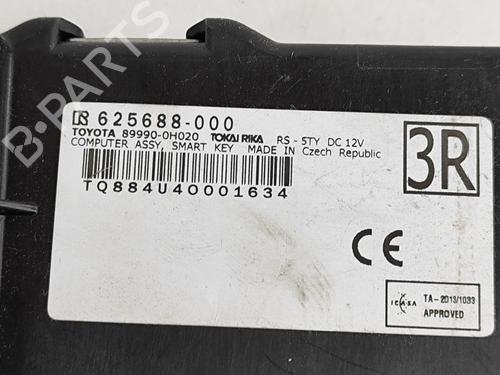 625688-000
TOYOTA 89990-0H020 TOKAI RIKA RS-5TY DC 12V
COMPUTER ASSY, SMART KEY MADE IN Czech Republic
TQ884U40001634
3R
CE
ICASA
TA-2013/1033
APPROVED
B-PARTS